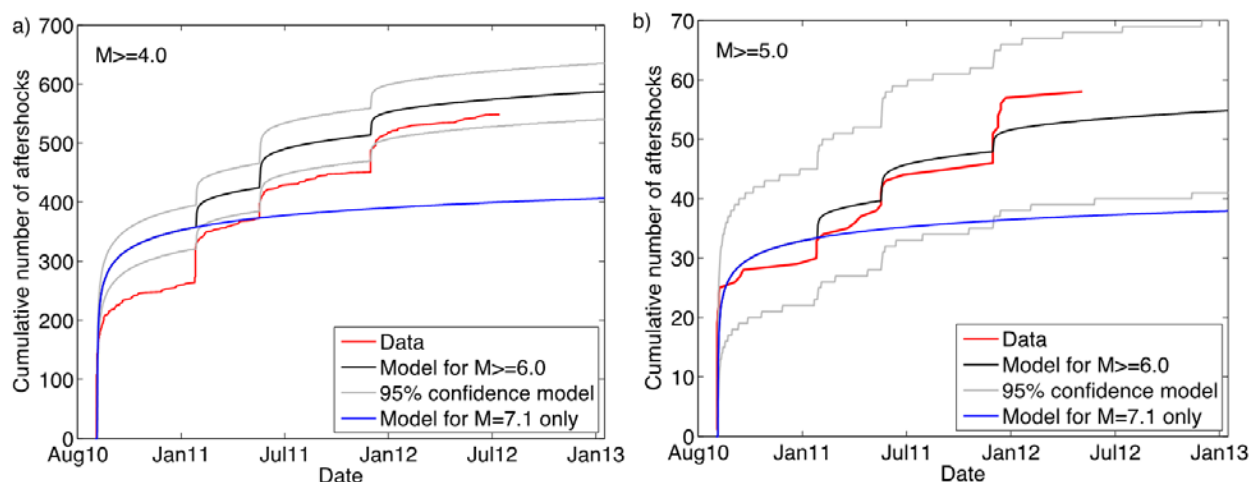 a)
M>=4.0
Cumulative number of aftershocks
700
600
500
400
300
200
100
0
Aug10 Jan11 Jul11 Jan12 Jul12 Jan13
Date
Data
Model for M>=6.0
95% confidence model
Model for M=7.1 only
b)
M>=5.0
Cumulative number of aftershocks
70
60
50
40
30
20
10
0
Aug10 Jan11 Jul11 Jan12 Jul12 Jan13
Date
Data
Model for M>=6.0
95% confidence model
Model for M=7.1 only